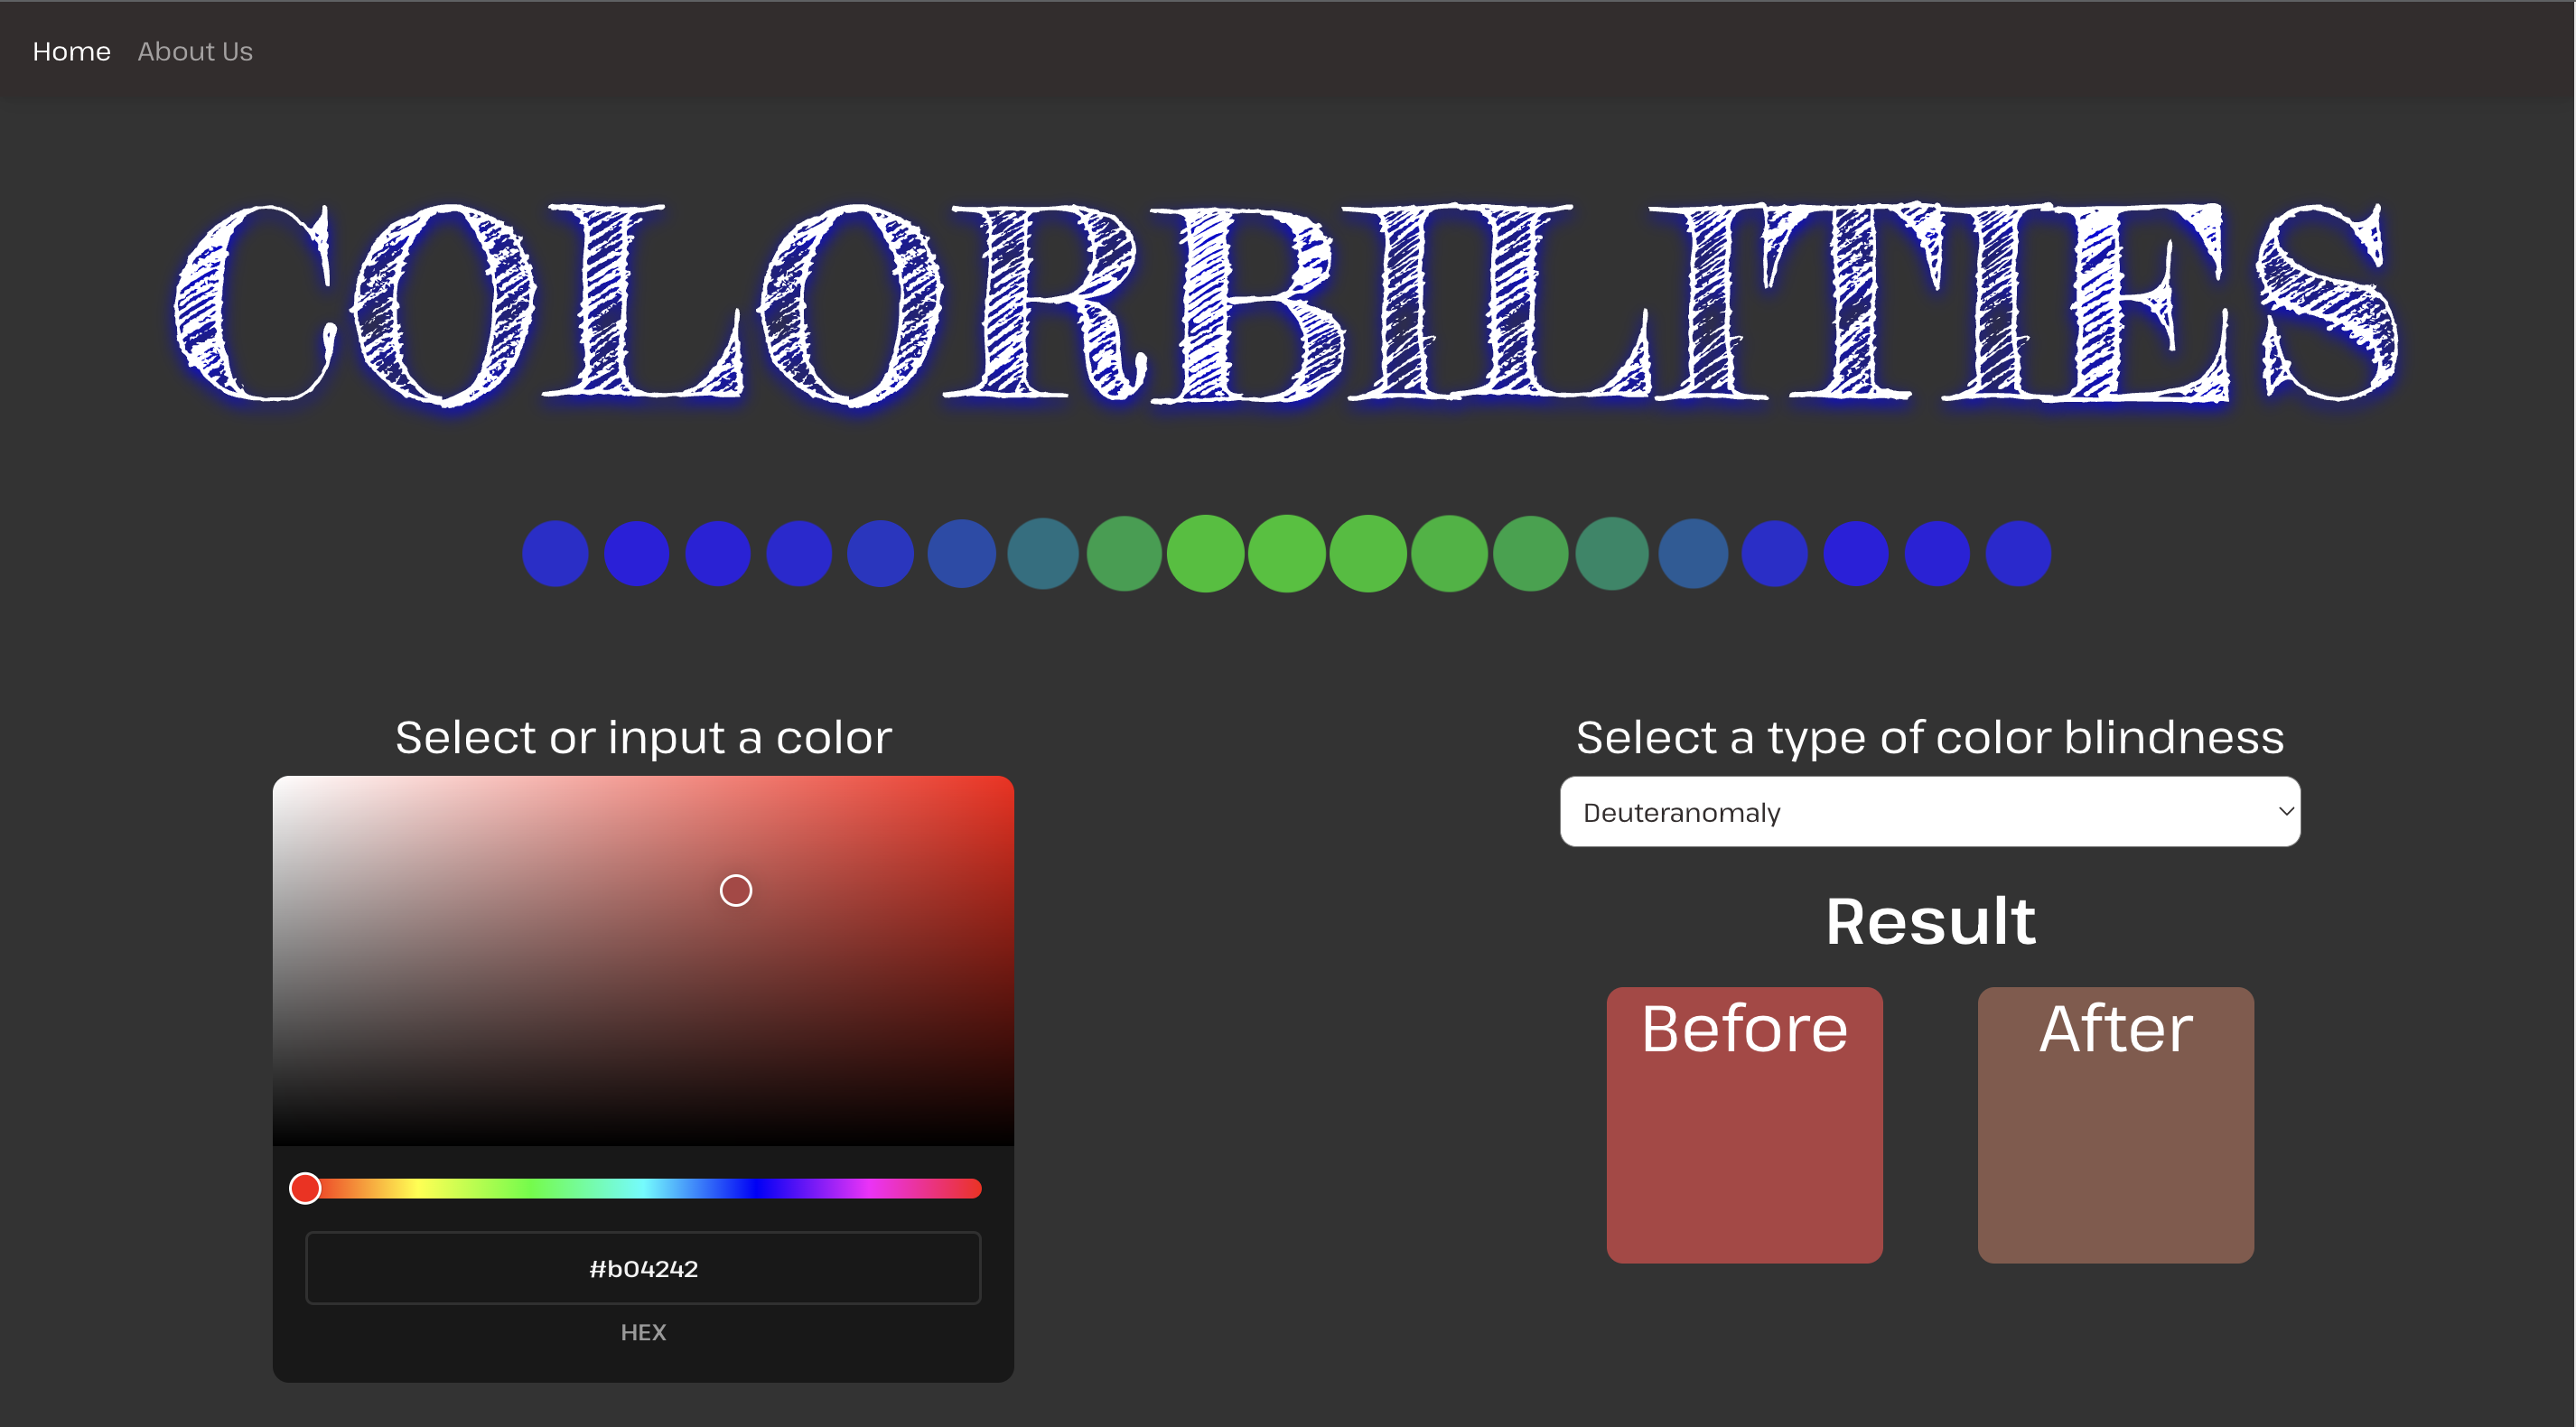 Home About Us
COLORBILITIES
Select or input a color
#b04242
HEX
Select a type of color blindness
Deuteranomaly
Result
Before After